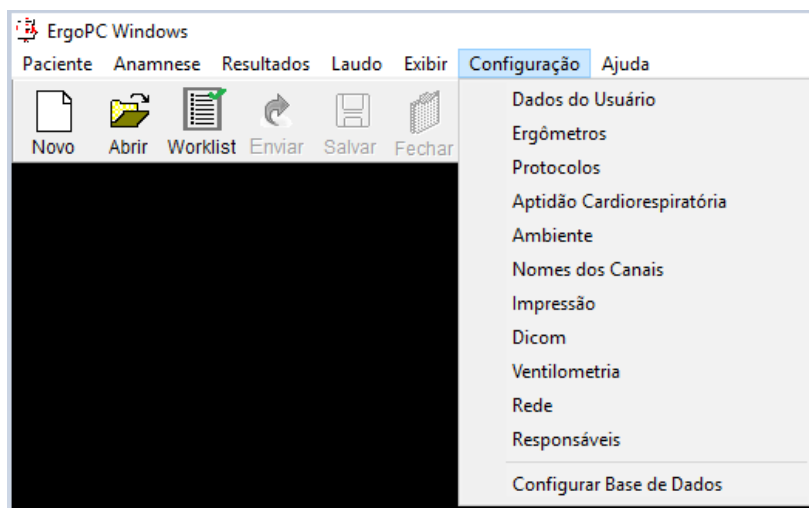 ErgoPC Windows
Paciente Anamnese Resultados Laudo Exibir Configuração Ajuda
Novo Abrir Worklist Enviar Salvar Fechar
Dados do Usuário
Ergômetros
Protocolos
Aptidão Cardiorespiratória
Ambiente
Nomes dos Canais
Impressão
Dicom
Ventilometria
Rede
Responsáveis
Configurar Base de Dados